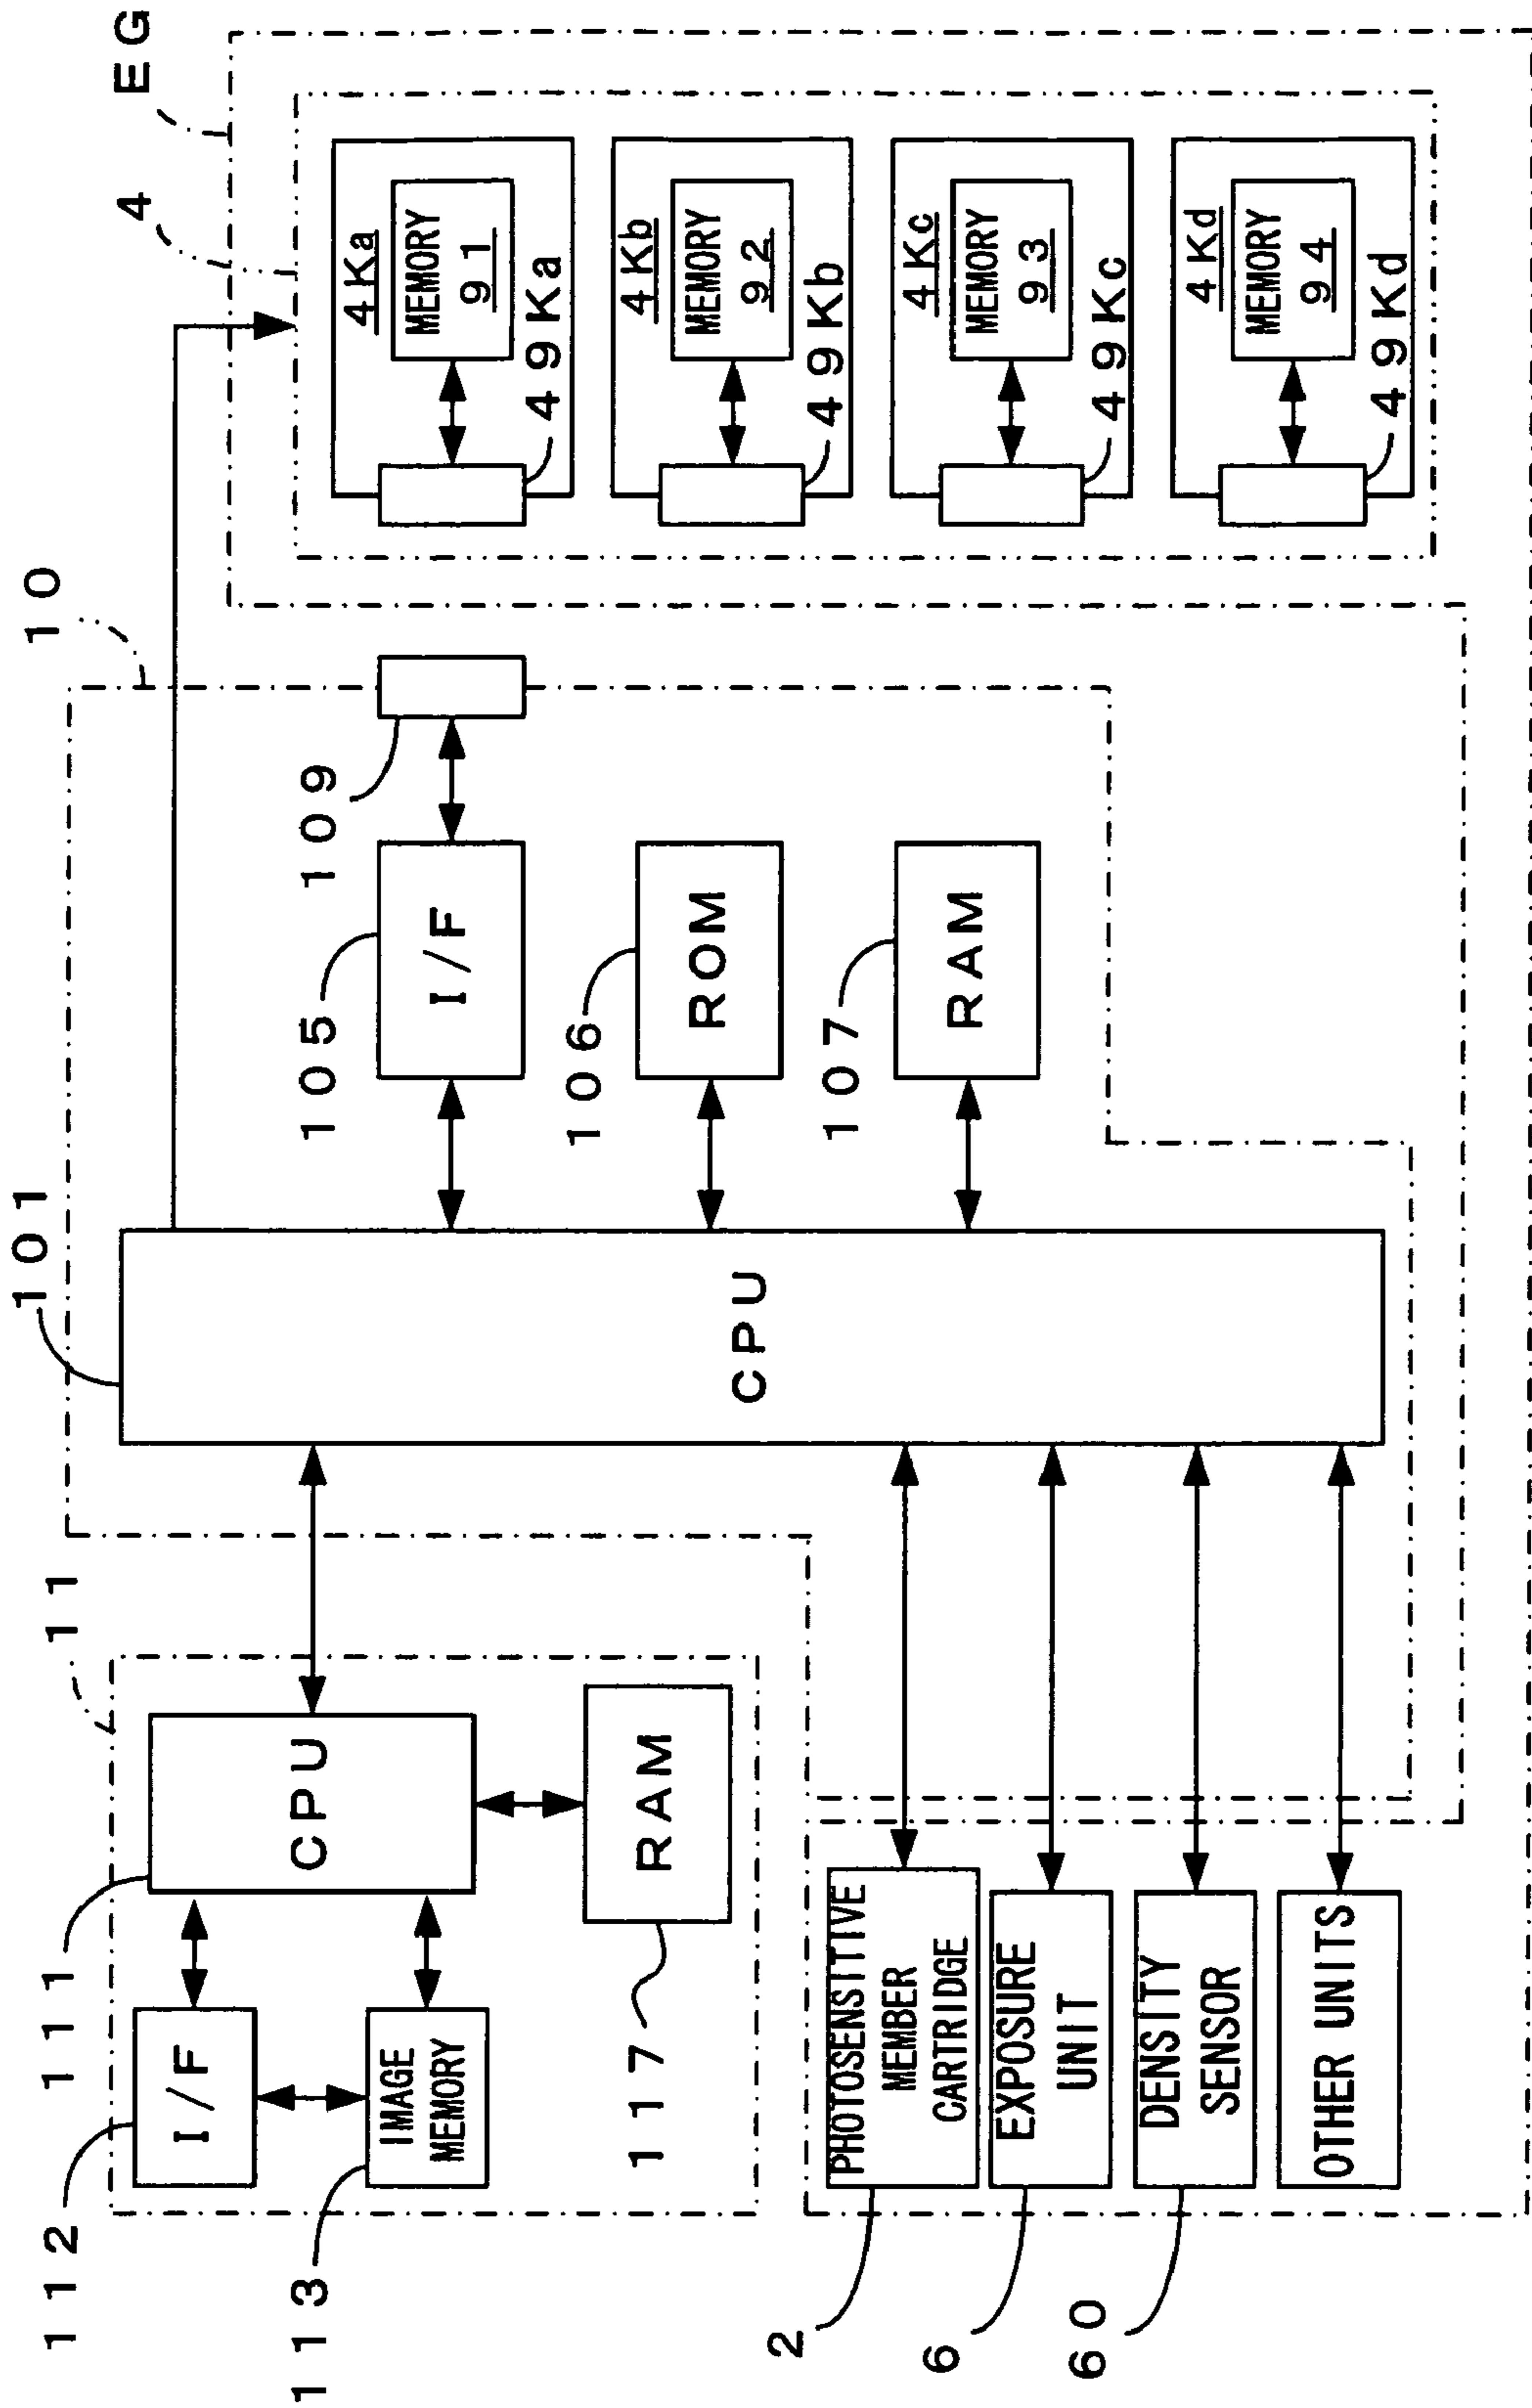 EG
4
10
101
11
111
112
I/F
CPU
113
IMAGE
MEMORY
RAM
117
CPU
105
I/F
109
106
ROM
107
RAM
4Ka
MEMORY
91
49Ka
4Kb
MEMORY
92
49Kb
4Kc
MEMORY
93
49Kc
4Kd
MEMORY
94
49Kd
2
PHOTOSENSITIVE
MEMBER
CARTRIDGE
6
EXPOSURE
UNIT
60
DENSITY
SENSOR
OTHER UNITS